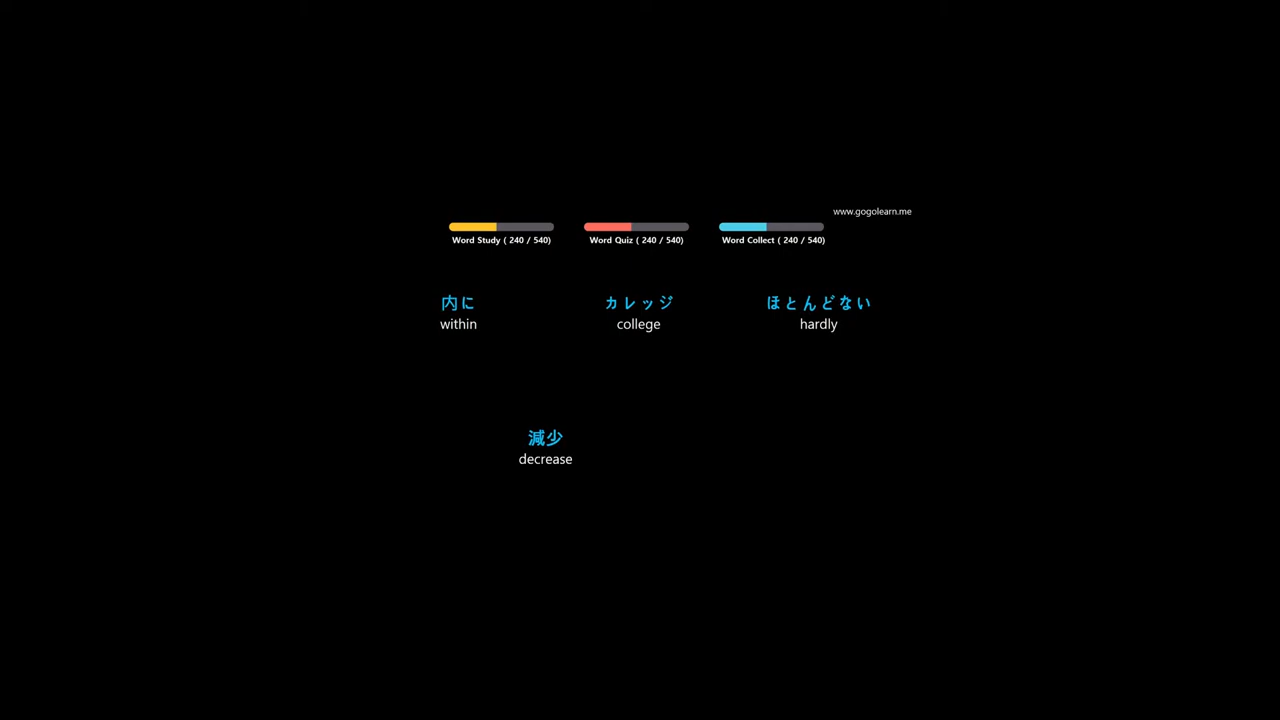 www.gogolearn.me
Word Study ( 240 / 540)
Word Quiz ( 240 / 540)
Word Collect ( 240 / 540)
内に
within
カレッジ
college
ほとんどない
hardly
減少
decrease